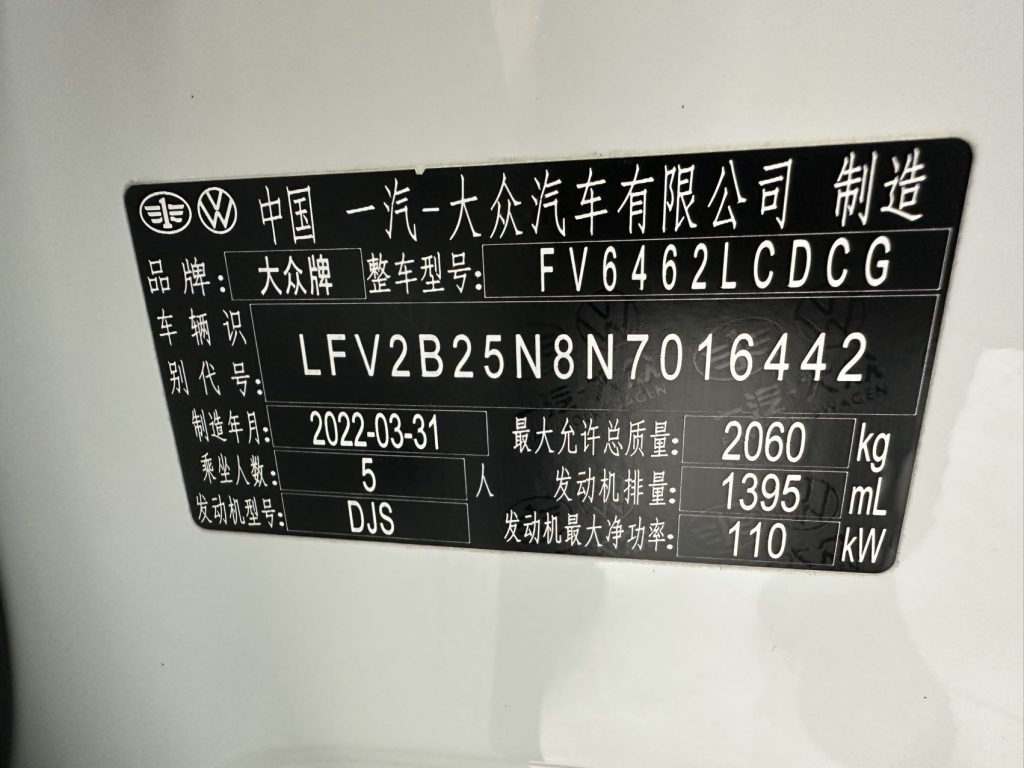 中国 一汽-大众汽车有限公司 制造
品牌: 大众牌 整车型号: FV6462LCDCG
车辆识别代号: LFV2B25N8N7016442
制造年月: 2022-03-31 最大允许总质量: 2060 kg
乘坐人数: 5 人 发动机排量: 1395 mL
发动机型号: DJS 发动机最大净功率: 110 kW